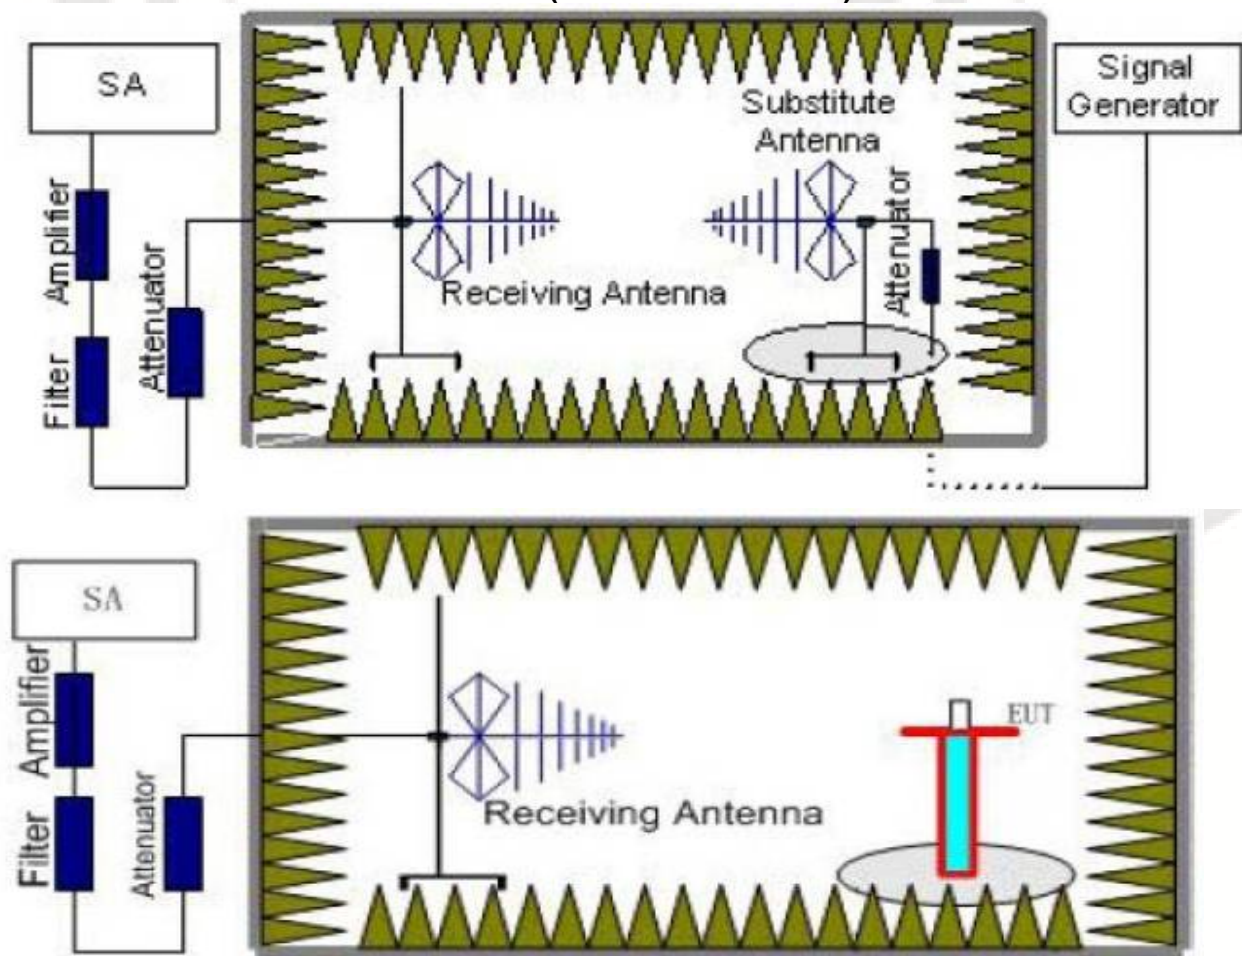 SA
Signal
Generator
Substitute
Antenna
Amplifier
Attenuator
Filter
Attenuator
Receiving Antenna
SA
Amplifier
Filter
Attenuator
EUT
Receiving Antenna